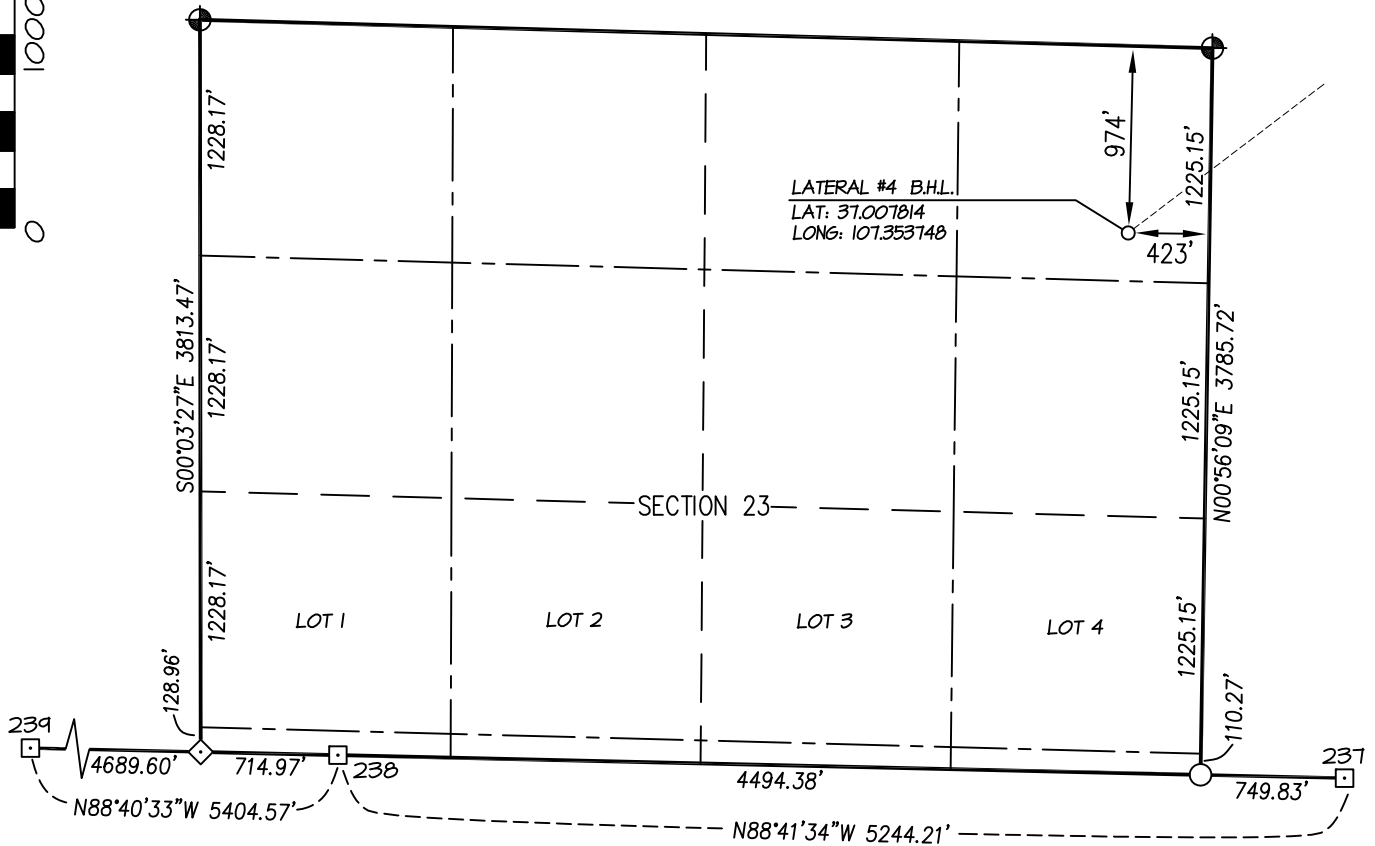 1000
0
1228.17'
974'
1225.15'
LATERAL #4 B.H.L.
LAT: 37.007814
LONG: 107.353748
423'
S00°03'27"E 3813.47'
1228.17'
1225.15'
N00°56'09"E 3785.72'
SECTION 23
1228.17'
LOT 1
LOT 2
LOT 3
LOT 4
1225.15'
128.96'
110.27'
239
4689.60'
714.97'
238
4494.38'
749.83'
237
N88°40'33"W 5404.57'
N88°41'34"W 5244.21'